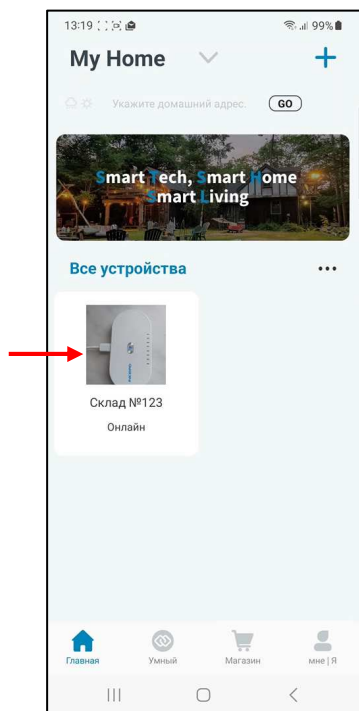 13:19
99%
My Home
Укажите домашний адрес.
GO
Smart Tech, Smart Home
Smart Living
Все устройства
Склад №123
Онлайн
Главная
Умный
Магазин
мне | Я